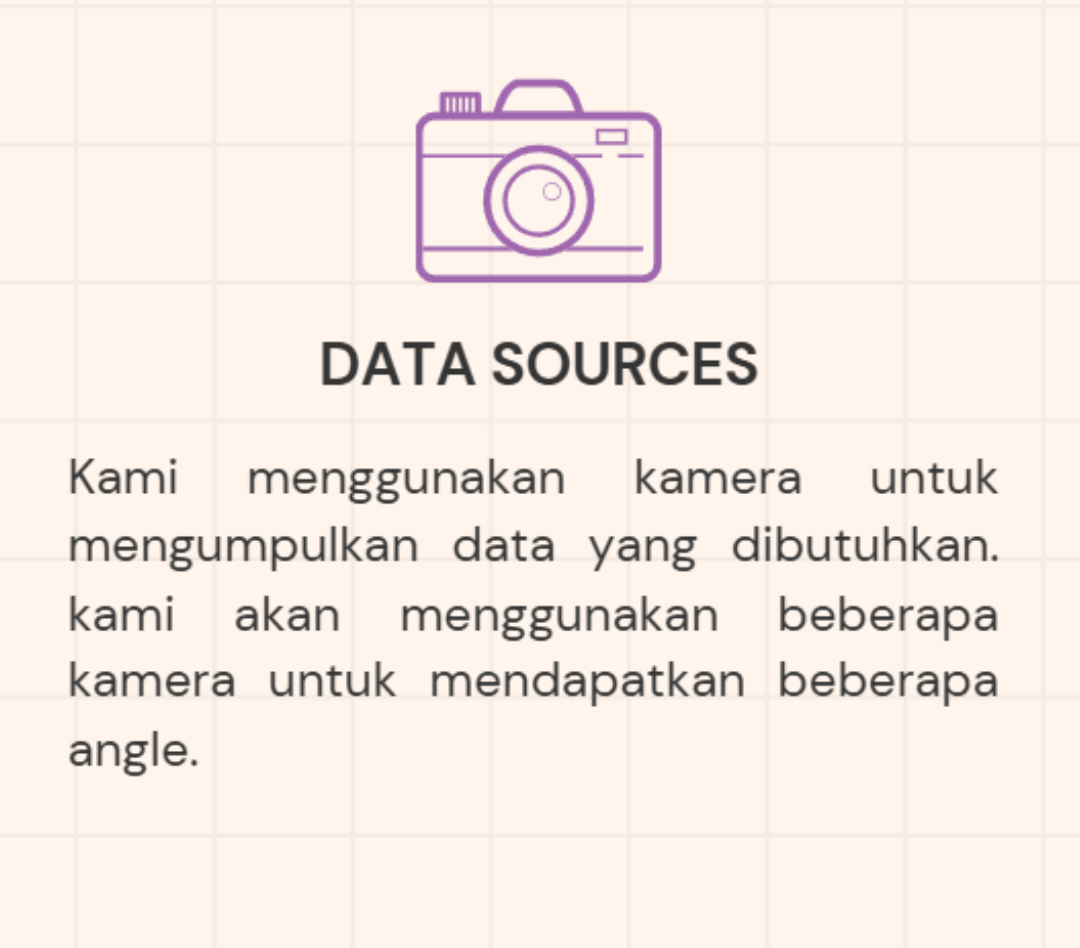 DATA SOURCES
Kami menggunakan kamera untuk
mengumpulkan data yang dibutuhkan.
kami akan menggunakan beberapa
kamera untuk mendapatkan beberapa
angle.